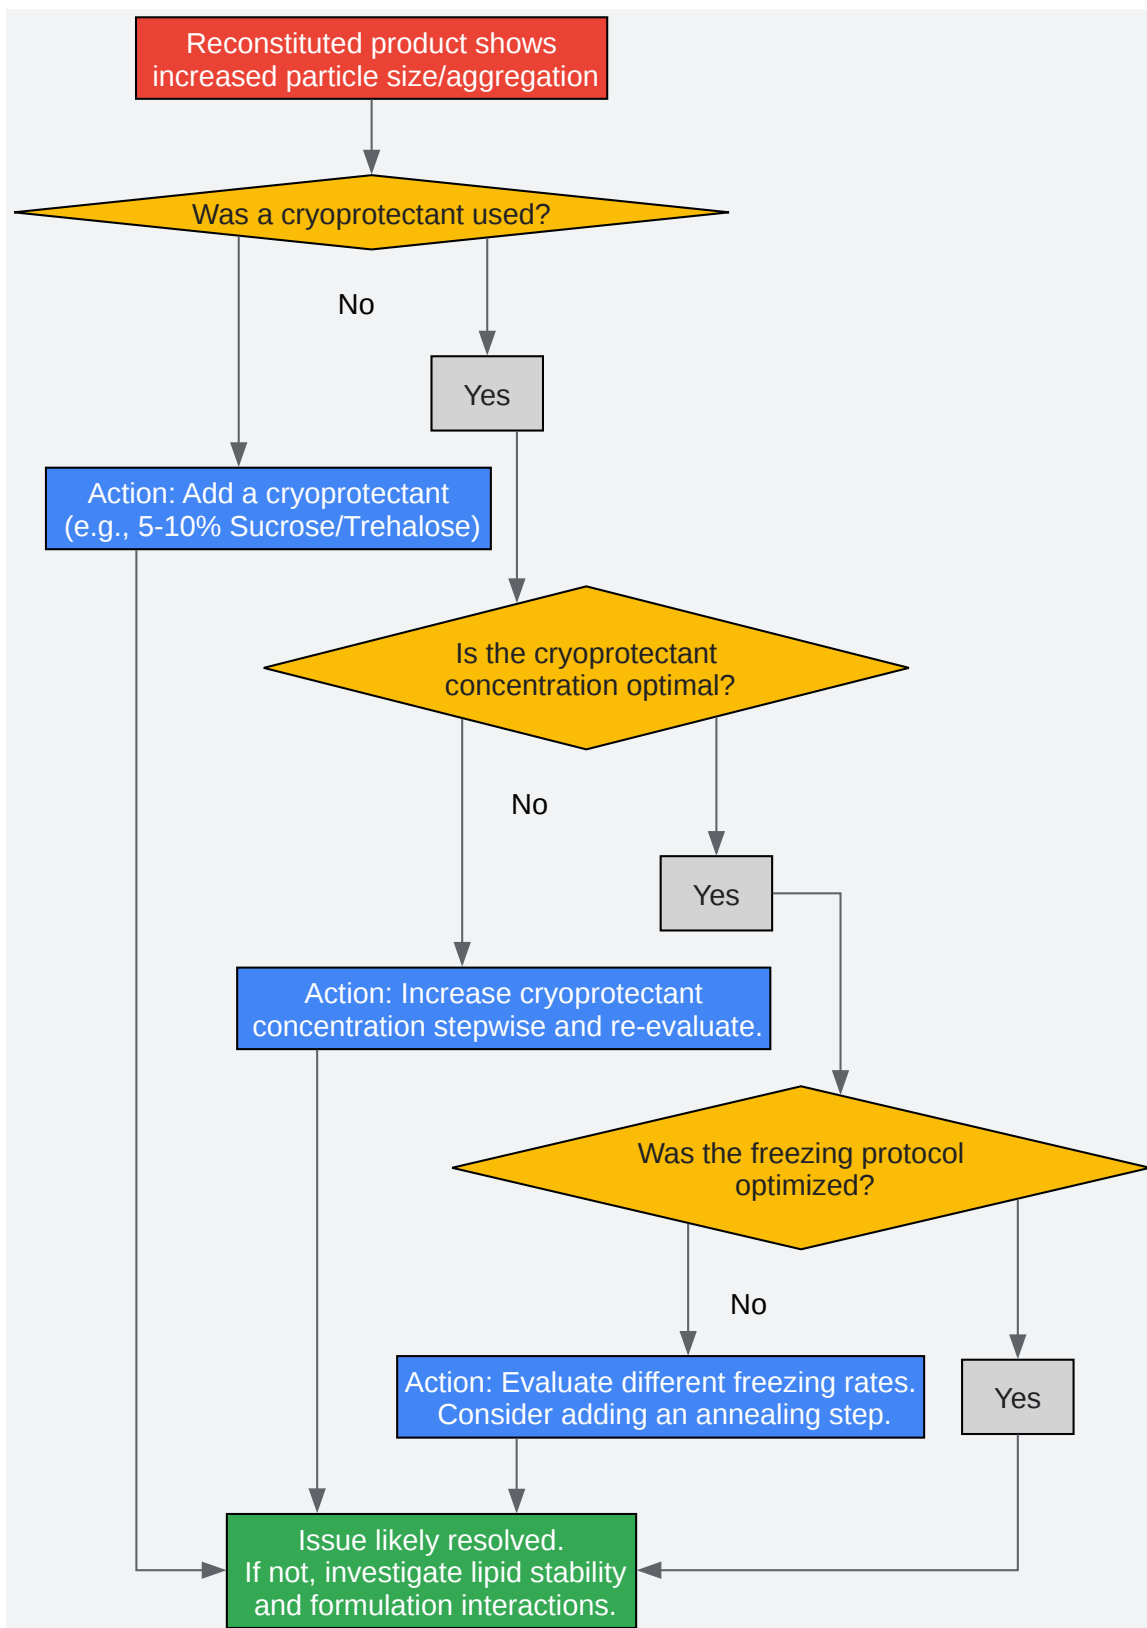 Reconstituted product shows
increased particle size/aggregation
Was a cryoprotectant used?
No
Yes
Action: Add a cryoprotectant
(e.g., 5-10% Sucrose/Trehalose)
Is the cryoprotectant
concentration optimal?
No
Yes
Action: Increase cryoprotectant
concentration stepwise and re-evaluate.
Was the freezing protocol
optimized?
No
Action: Evaluate different freezing rates.
Consider adding an annealing step.
Yes
Issue likely resolved.
If not, investigate lipid stability
and formulation interactions.